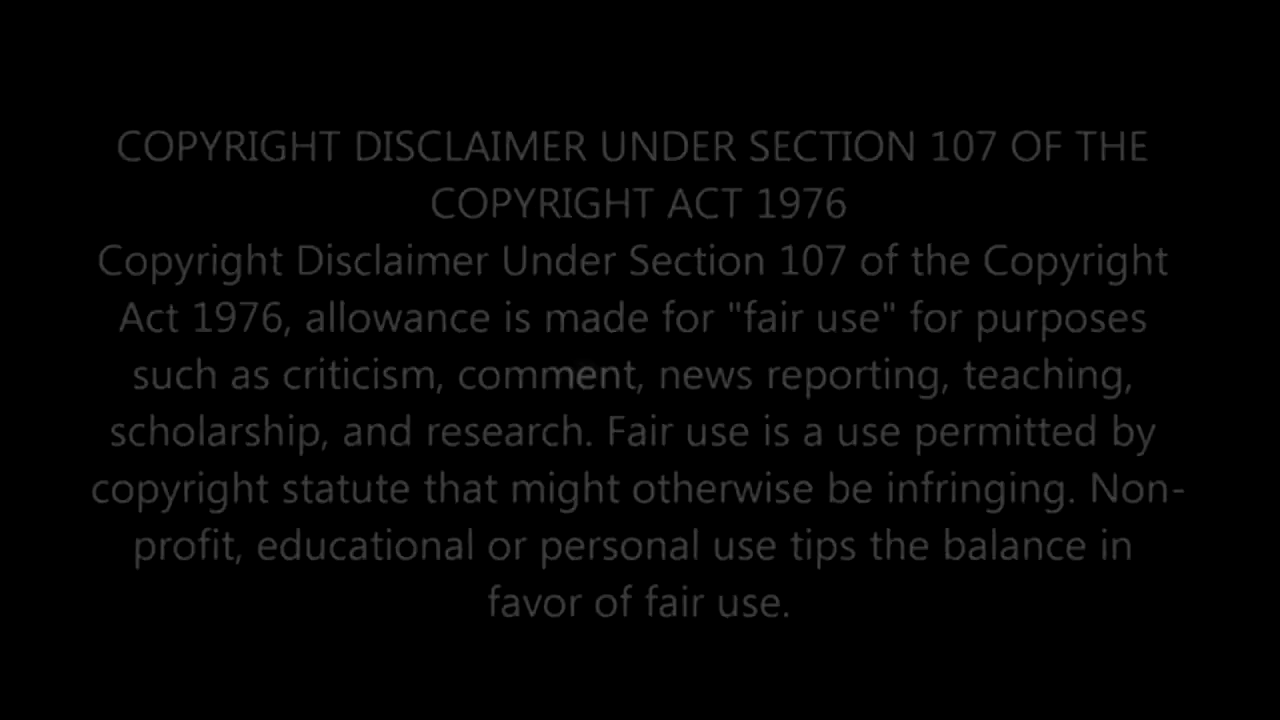 COPYRIGHT DISCLAIMER UNDER SECTION 107 OF THE
COPYRIGHT ACT 1976
Copyright Disclaimer Under Section 107 of the Copyright
Act 1976, allowance is made for "fair use" for purposes
such as criticism, comment, news reporting, teaching,
scholarship, and research. Fair use is a use permitted by
copyright statute that might otherwise be infringing. Non-
profit, educational or personal use tips the balance in
favor of fair use.